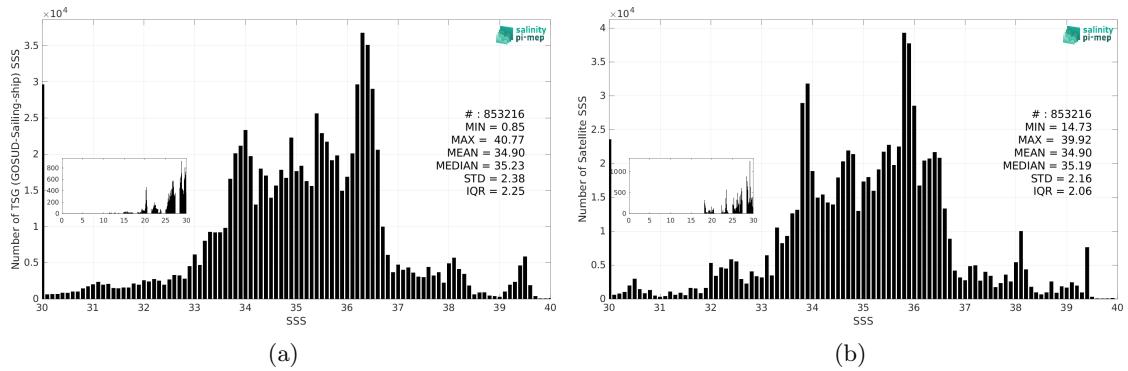 ×10⁴
salinity
pi-mep
Number of TSG (GOSUD-Sailing-ship) SSS
3.5
3
2.5
2
1.5
1
0.5
0
# : 853216
MIN = 0.85
MAX = 40.77
MEAN = 34.90
MEDIAN = 35.23
STD = 2.38
IQR = 2.25
800
600
400
200
0
0 5 10 15 20 25 30
30 31 32 33 34 35 36 37 38 39 40
SSS
(a)
×10⁴
salinity
pi-mep
Number of Satellite SSS
4
3.5
3
2.5
2
1.5
1
0.5
0
# : 853216
MIN = 14.73
MAX = 39.92
MEAN = 34.90
MEDIAN = 35.19
STD = 2.16
IQR = 2.06
1000
500
0
0 5 10 15 20 25 30
30 31 32 33 34 35 36 37 38 39 40
SSS
(b)